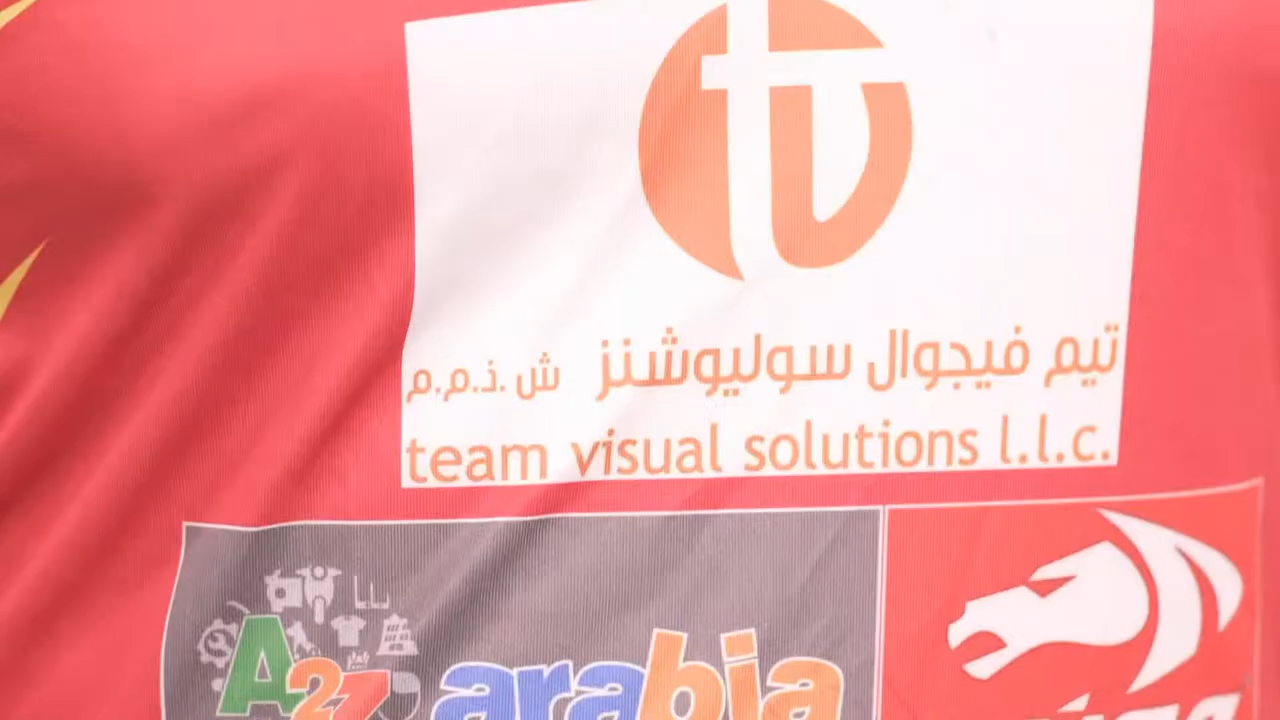 tv
تيم فيجوال سوليوشنز ش.ذ.م.م
team visual solutions l.l.c.
A2Z arabia